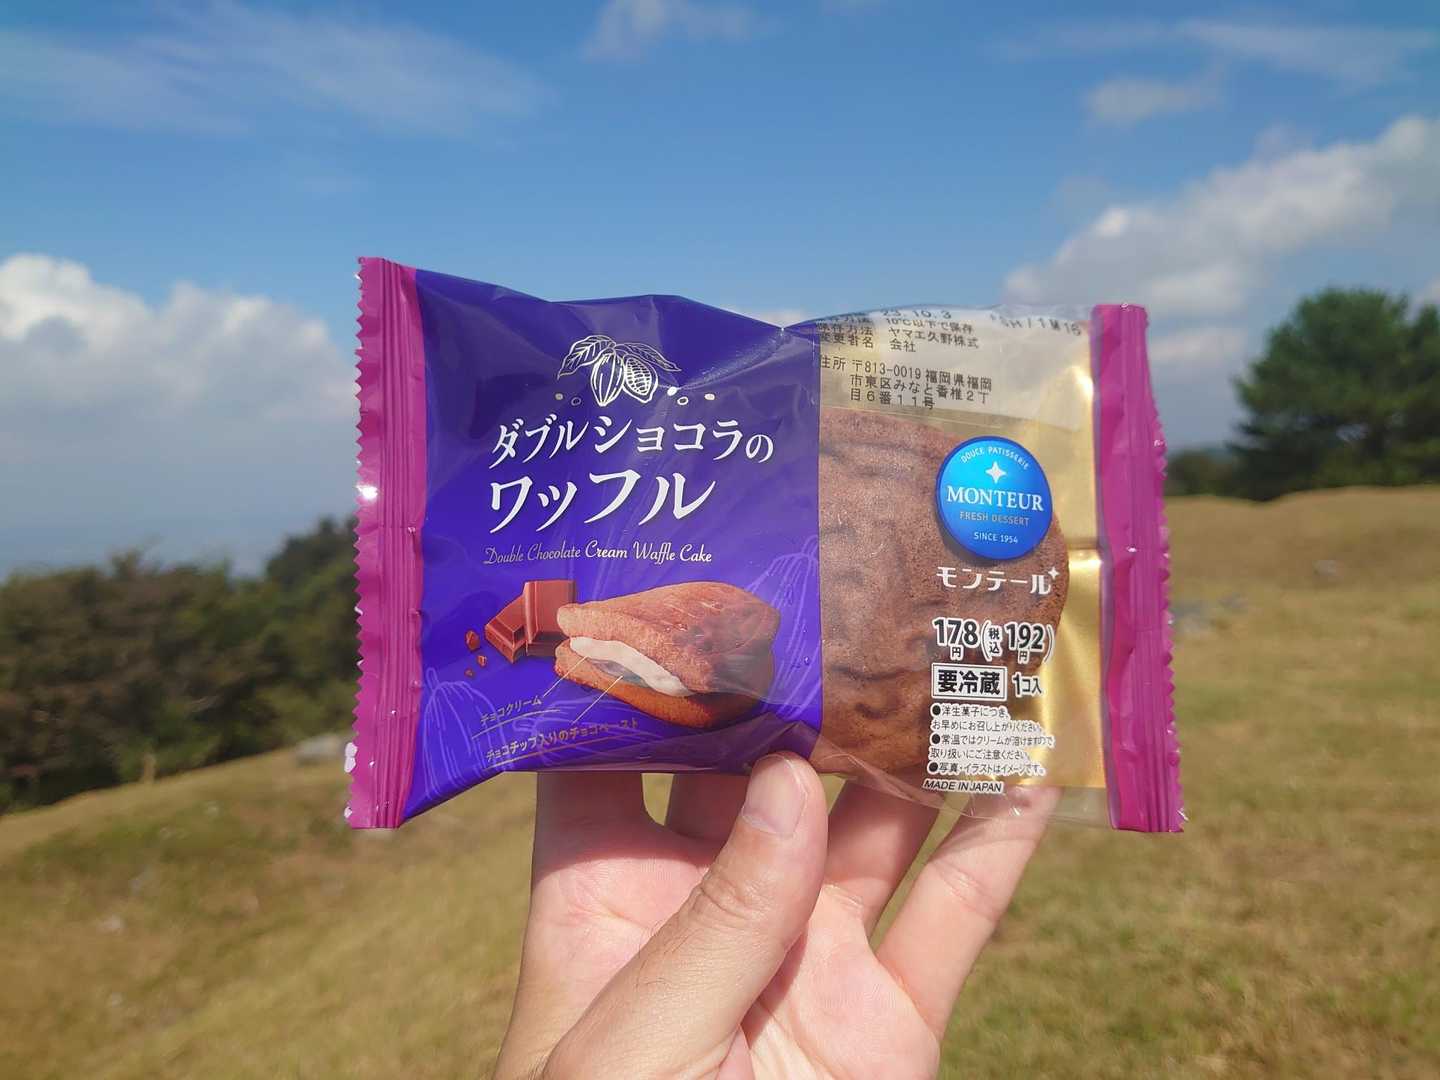 ダブルショコラの
ワッフル
Double Chocolate Cream Waffle Cake
チョコクリーム
チョコチップ入りのチョコペースト
23.10.3
保存方法 10℃以下で保存
変更者名 ヤマエ久野株式
会社
住所 〒813-0019 福岡県福岡
市東区みなと香椎2丁
目6番11号
DOUCE PATISSERIE
MONTEUR
FRESH DESSERT
SINCE 1954
モンテール
178円(税込192円)
要冷蔵 1コ入
●洋生菓子につき、
お早めにお召し上がりください。
●常温ではクリームが溶けますので
取り扱いにご注意ください。
●写真・イラストはイメージです。
MADE IN JAPAN